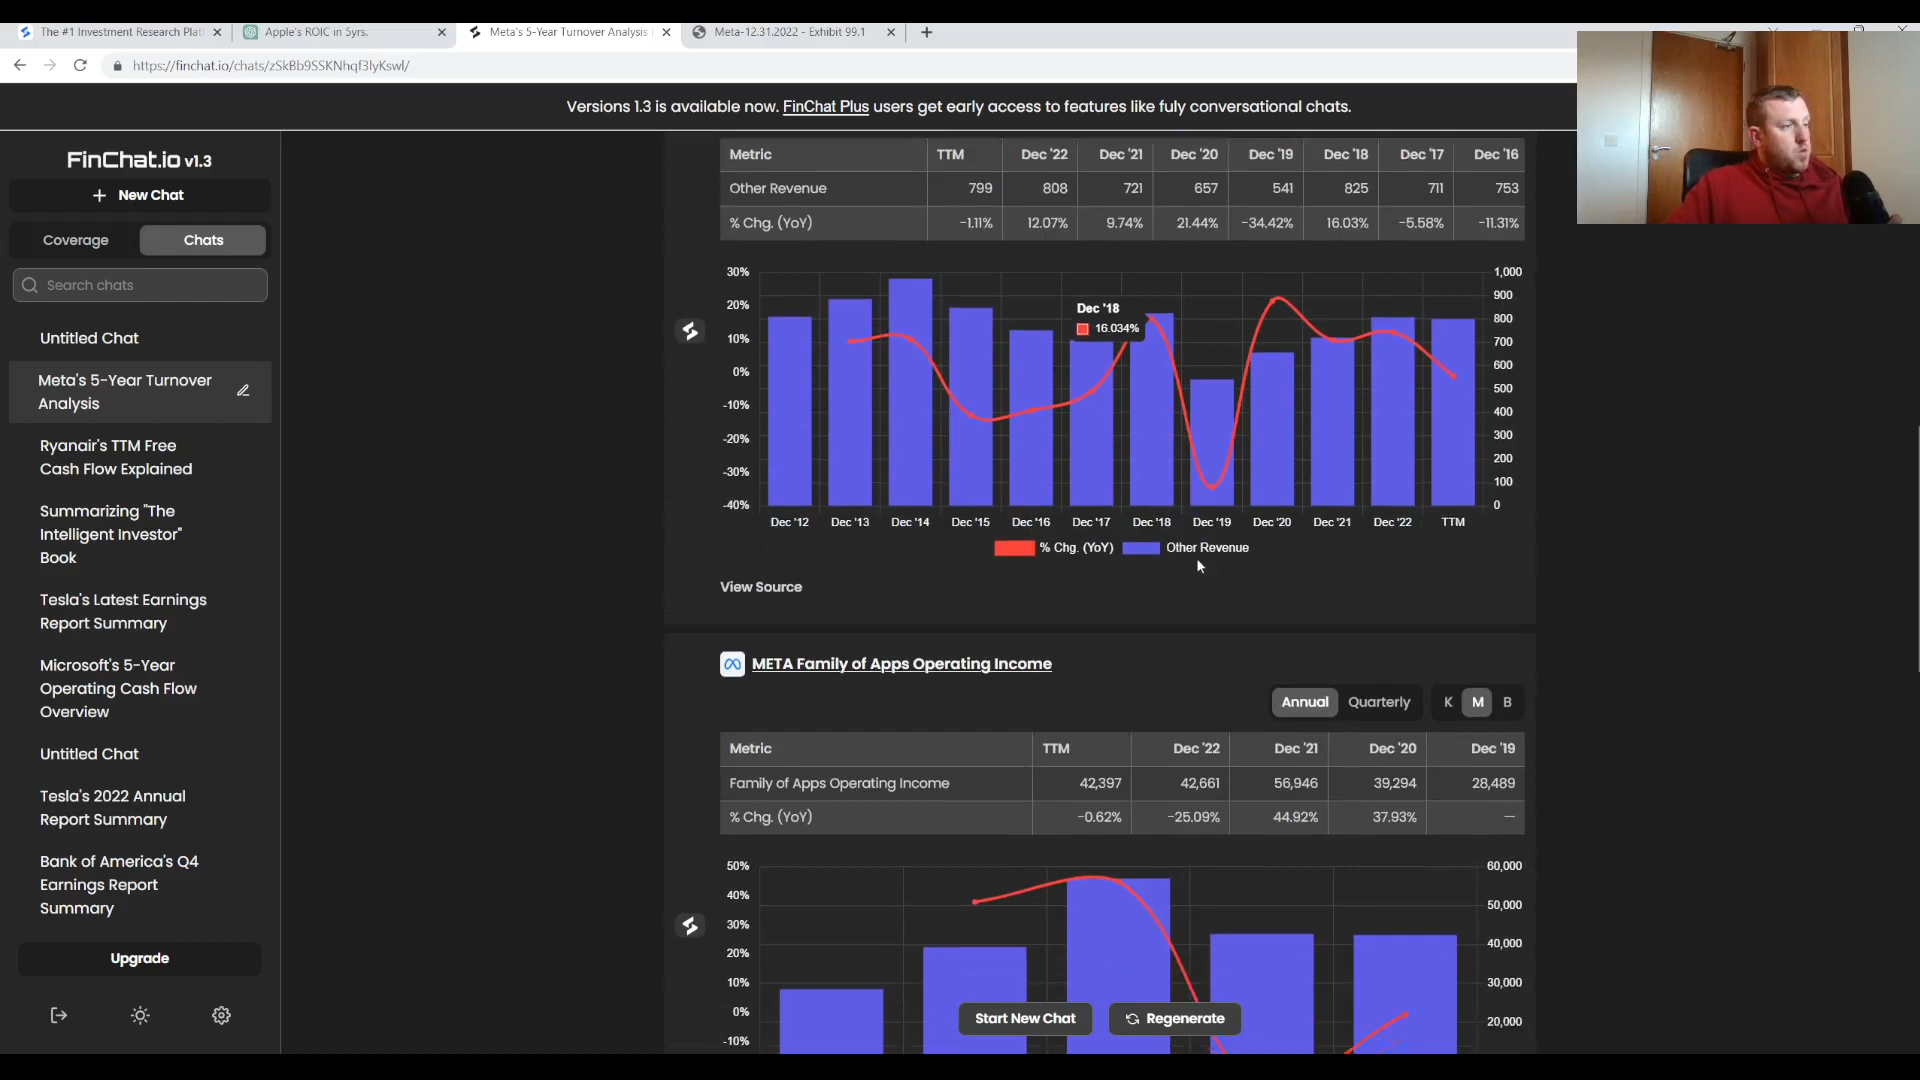 The #1 Investment Research Plat
Apple's ROIC in 5yrs.
Meta's 5-Year Turnover Analysis
Meta-12.31.2022 - Exhibit 99.1
https://finchat.io/chats/zSkBb9SSKNhqf3lyKswl/
Versions 1.3 is available now. FinChat Plus users get early access to features like fuly conversational chats.
FinChat.io v1.3
+ New Chat
Coverage Chats
Search chats
Untitled Chat
Meta's 5-Year Turnover
Analysis
Ryanair's TTM Free
Cash Flow Explained
Summarizing "The
Intelligent Investor"
Book
Tesla's Latest Earnings
Report Summary
Microsoft's 5-Year
Operating Cash Flow
Overview
Untitled Chat
Tesla's 2022 Annual
Report Summary
Bank of America's Q4
Earnings Report
Summary
Upgrade
Metric TTM Dec '22 Dec '21 Dec '20 Dec '19 Dec '18 Dec '17 Dec '16
Other Revenue 799 808 721 657 541 825 711 753
% Chg. (YoY) -1.11% 12.07% 9.74% 21.44% -34.42% 16.03% -5.58% -11.31%
30% 1,000
900
20%
800
10%
700
0% 600
500
-10%
400
-20%
300
-30% 200
100
-40% 0
Dec '18
16.034%
Dec '12 Dec '13 Dec '14 Dec '15 Dec '16 Dec '17 Dec '18 Dec '19 Dec '20 Dec '21 Dec '22 TTM
% Chg. (YoY) Other Revenue
View Source
META Family of Apps Operating Income
Annual Quarterly K M B
Metric TTM Dec '22 Dec '21 Dec '20 Dec '19
Family of Apps Operating Income 42,397 42,661 56,946 39,294 28,489
% Chg. (YoY) -0.62% -25.09% 44.92% 37.93% —
50% 60,000
40% 50,000
30%
20% 40,000
10% 30,000
0% 20,000
-10%
Start New Chat Regenerate